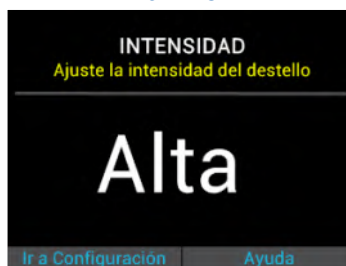 INTENSIDAD
Ajuste la intensidad del destello
Alta
Ir a Configuración Ayuda